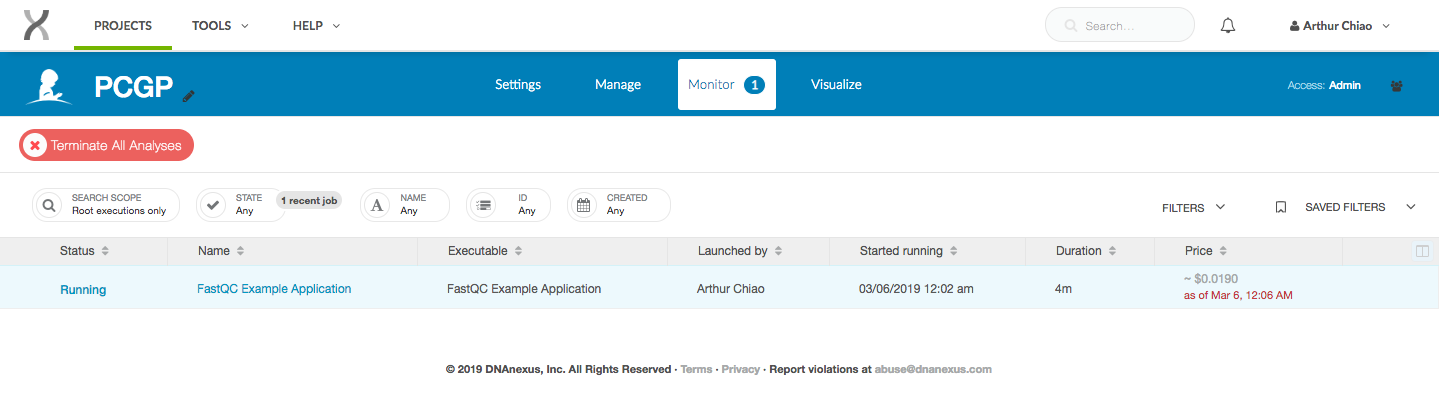 PROJECTS TOOLS HELP Search... Arthur Chiao
PCGP Settings Manage Monitor 1 Visualize Access: Admin
Terminate All Analyses
SEARCH SCOPE STATE 1 recent job NAME ID CREATED
Root executions only Any Any Any Any
FILTERS SAVED FILTERS
Status Name Executable Launched by Started running Duration Price
Running FastQC Example Application FastQC Example Application Arthur Chiao 03/06/2019 12:02 am 4m ~ $0.0190
as of Mar 6, 12:06 AM
© 2019 DNAnexus, Inc. All Rights Reserved · Terms · Privacy · Report violations at abuse@dnanexus.com